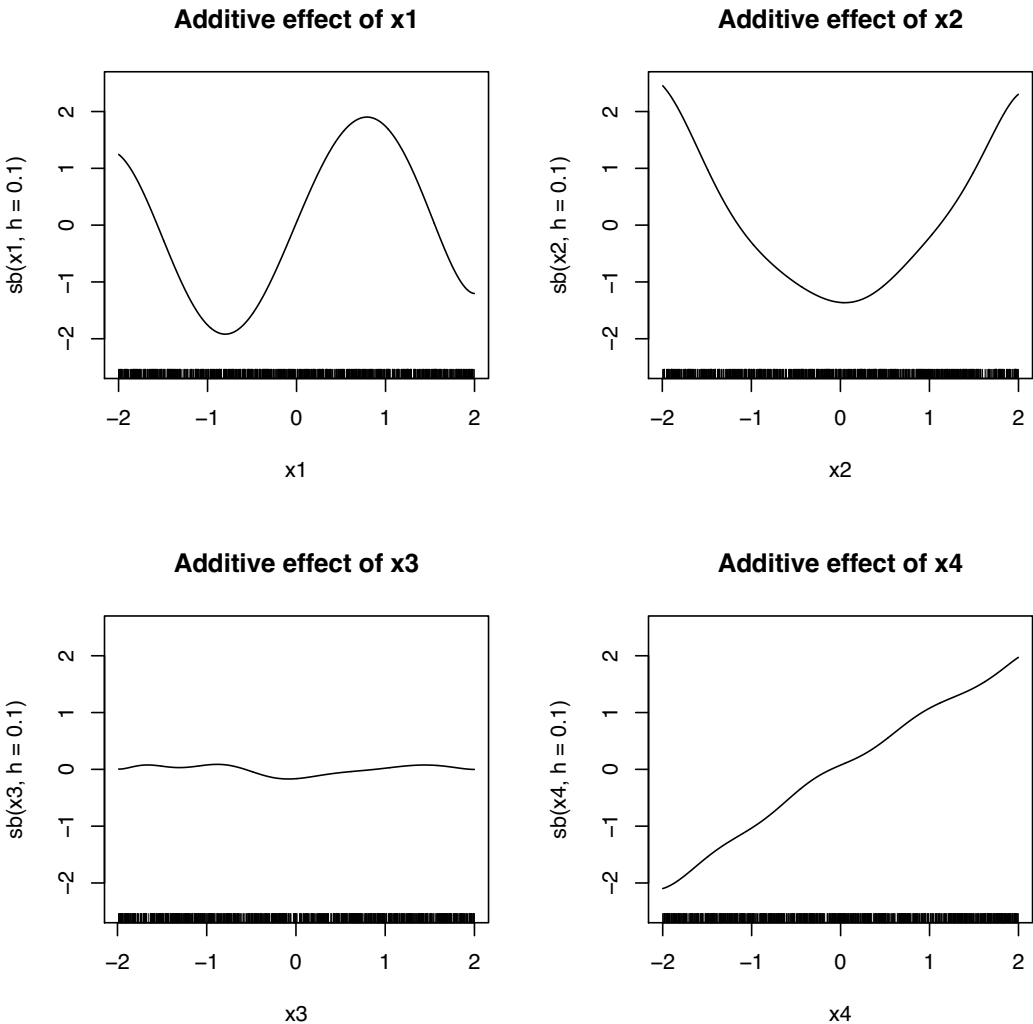 Additive effect of x1
sb(x1, h = 0.1)
2
1
0
−1
−2
−2 −1 0 1 2
x1
Additive effect of x2
sb(x2, h = 0.1)
2
1
0
−1
−2
−2 −1 0 1 2
x2
Additive effect of x3
sb(x3, h = 0.1)
2
1
0
−1
−2
−2 −1 0 1 2
x3
Additive effect of x4
sb(x4, h = 0.1)
2
1
0
−1
−2
−2 −1 0 1 2
x4